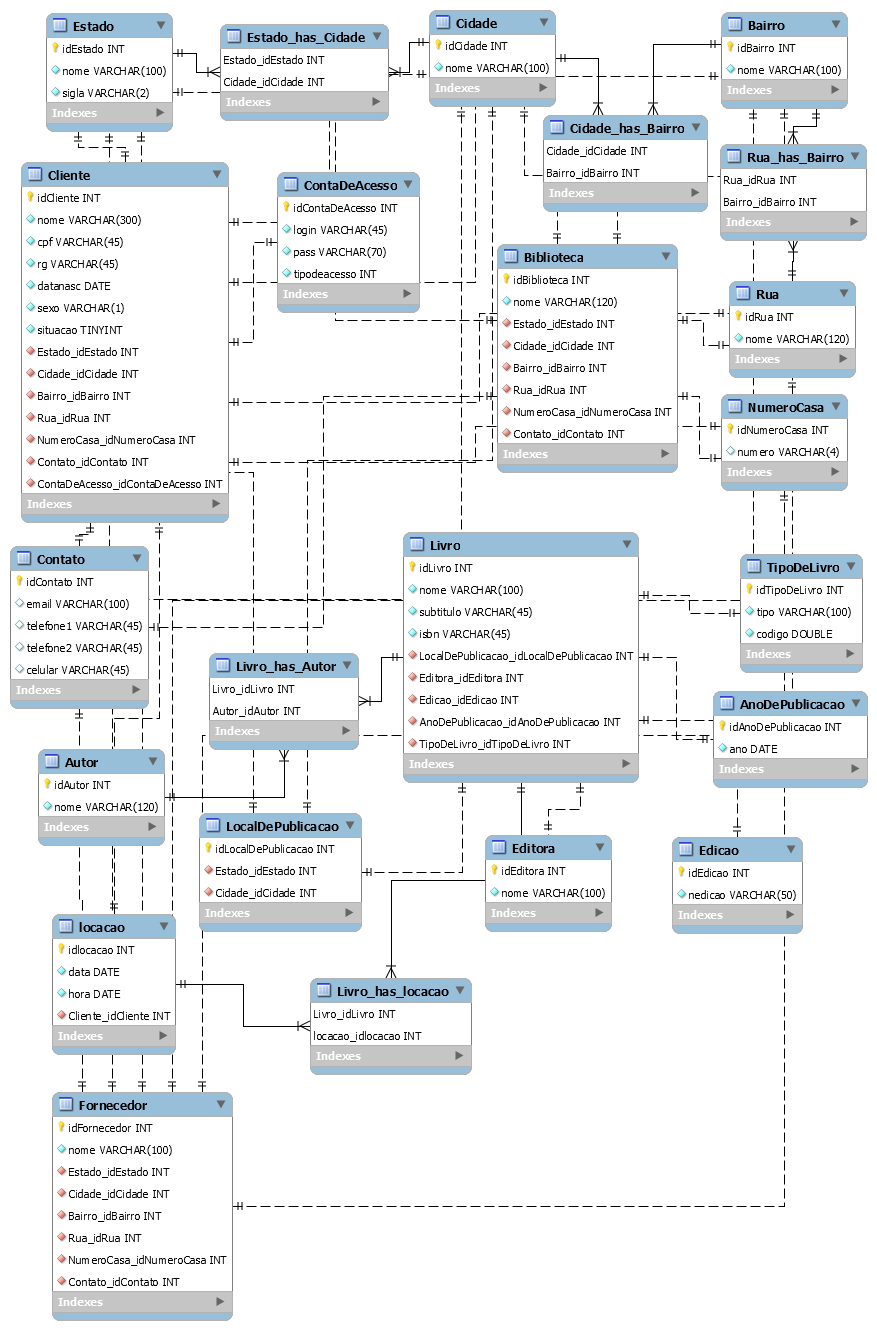 Estado
idEstado INT
nome VARCHAR(100)
sigla VARCHAR(2)
Indexes
Estado_has_Cidade
Estado_idEstado INT
Cidade_idCidade INT
Indexes
Cidade
idCidade INT
nome VARCHAR(100)
Indexes
Bairro
idBairro INT
nome VARCHAR(100)
Indexes
Cidade_has_Bairro
Cidade_idCidade INT
Bairro_idBairro INT
Indexes
Rua_has_Bairro
Rua_idRua INT
Bairro_idBairro INT
Indexes
Cliente
idCliente INT
nome VARCHAR(300)
cpf VARCHAR(45)
rg VARCHAR(45)
datanasc DATE
sexo VARCHAR(1)
situacao TINYINT
Estado_idEstado INT
Cidade_idCidade INT
Bairro_idBairro INT
Rua_idRua INT
NumeroCasa_idNumeroCasa INT
Contato_idContato INT
ContaDeAcesso_idContaDeAcesso INT
Indexes
ContaDeAcesso
idContaDeAcesso INT
login VARCHAR(45)
pass VARCHAR(70)
tipodeacesso INT
Indexes
Biblioteca
idBiblioteca INT
nome VARCHAR(120)
Estado_idEstado INT
Cidade_idCidade INT
Bairro_idBairro INT
Rua_idRua INT
NumeroCasa_idNumeroCasa INT
Contato_idContato INT
Indexes
Rua
idRua INT
nome VARCHAR(120)
Indexes
NumeroCasa
idNumeroCasa INT
numero VARCHAR(4)
Indexes
Contato
idContato INT
email VARCHAR(100)
telefone1 VARCHAR(45)
telefone2 VARCHAR(45)
celular VARCHAR(45)
Indexes
Livro
idLivro INT
nome VARCHAR(100)
subtitulo VARCHAR(45)
isbn VARCHAR(45)
LocalDePublicacao_idLocalDePublicacao INT
Editora_idEditora INT
Edicao_idEdicao INT
AnoDePublicacao_idAnoDePublicacao INT
TipoDeLivro_idTipoDeLivro INT
Indexes
TipoDeLivro
idTipoDeLivro INT
tipo VARCHAR(100)
codigo DOUBLE
Indexes
Livro_has_Autor
Livro_idLivro INT
Autor_idAutor INT
Indexes
AnoDePublicacao
idAnoDePublicacao INT
ano DATE
Indexes
Autor
idAutor INT
nome VARCHAR(120)
Indexes
LocalDePublicacao
idLocalDePublicacao INT
Estado_idEstado INT
Cidade_idCidade INT
Indexes
Editora
idEditora INT
nome VARCHAR(100)
Indexes
Edicao
idEdicao INT
nedicao VARCHAR(50)
Indexes
locacao
idlocacao INT
data DATE
hora DATE
Cliente_idCliente INT
Indexes
Livro_has_locacao
Livro_idLivro INT
locacao_idlocacao INT
Indexes
Fornecedor
idFornecedor INT
nome VARCHAR(100)
Estado_idEstado INT
Cidade_idCidade INT
Bairro_idBairro INT
Rua_idRua INT
NumeroCasa_idNumeroCasa INT
Contato_idContato INT
Indexes